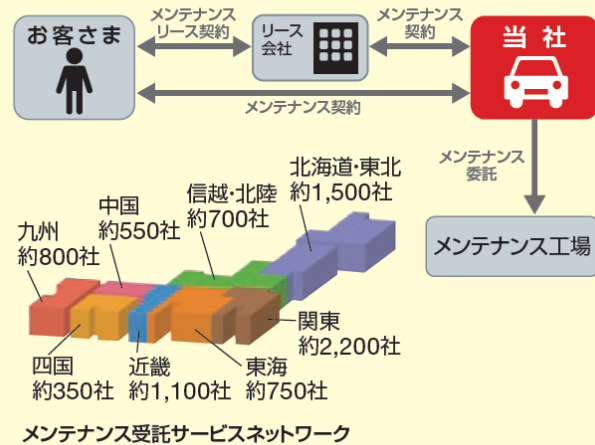 お客さま
メンテナンス
リース契約
リース
会社
メンテナンス
契約
当社
メンテナンス契約
メンテナンス
委託
メンテナンス工場
北海道・東北
約1,500社
信越・北陸
約700社
中国
約550社
九州
約800社
関東
約2,200社
四国
約350社
近畿
約1,100社
東海
約750社
メンテナンス受託サービスネットワーク